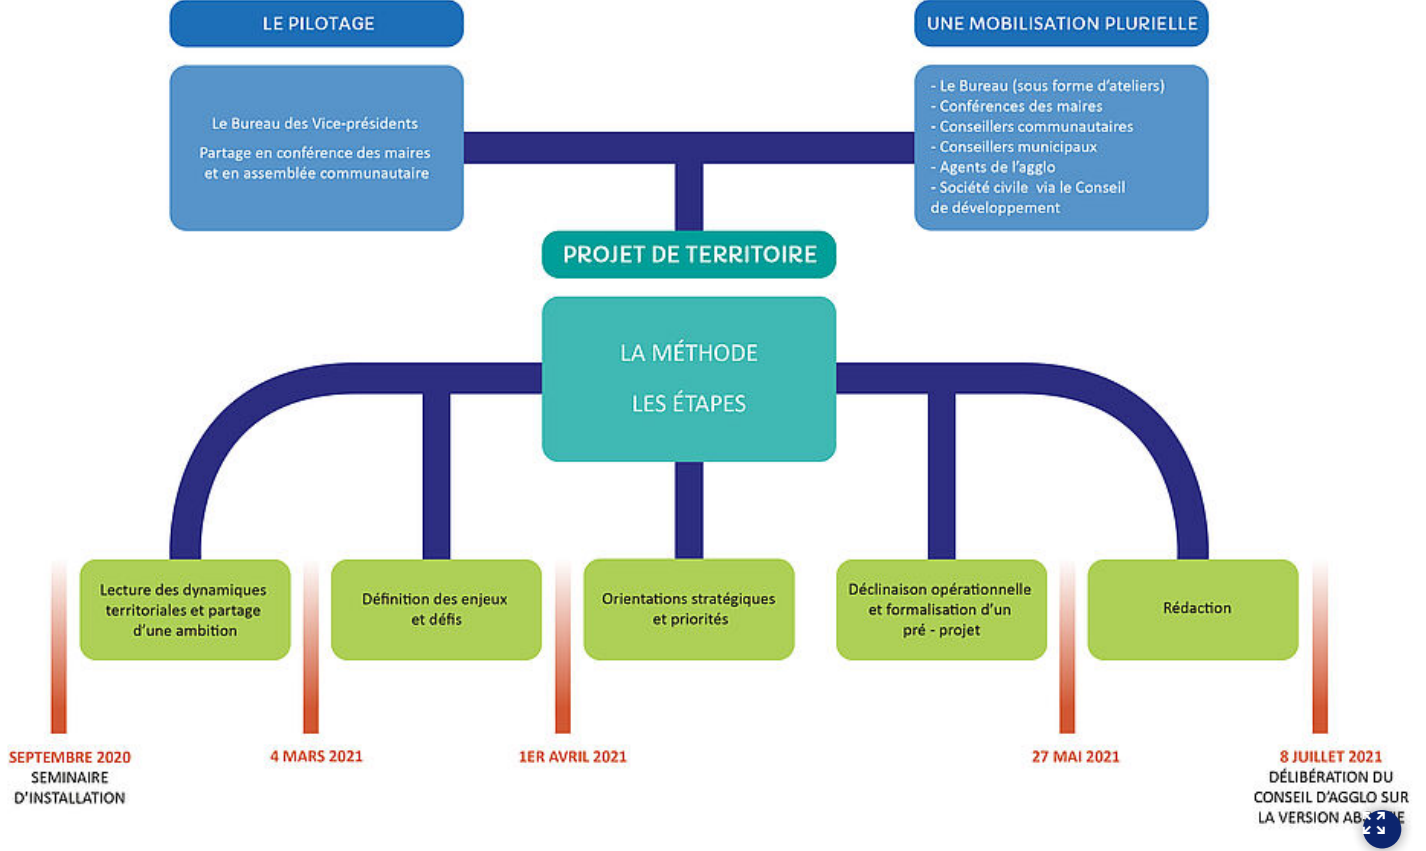 LE PILOTAGE
Le Bureau des Vice-présidents
Partage en conférence des maires
et en assemblée communautaire
UNE MOBILISATION PLURIELLE
- Le Bureau (sous forme d'ateliers)
- Conférences des maires
- Conseillers communautaires
- Conseillers municipaux
- Agents de l'agglo
- Société civile via le Conseil
de développement
PROJET DE TERRITOIRE
LA MÉTHODE
LES ÉTAPES
Lecture des dynamiques
territoriales et partage
d'une ambition
Définition des enjeux
et défis
Orientations stratégiques
et priorités
Déclinaison opérationnelle
et formalisation d'un
pré - projet
Rédaction
SEPTEMBRE 2020
SEMINAIRE
D'INSTALLATION
4 MARS 2021
1ER AVRIL 2021
27 MAI 2021
8 JUILLET 2021
DÉLIBÉRATION DU
CONSEIL D'AGGLO SUR
LA VERSION